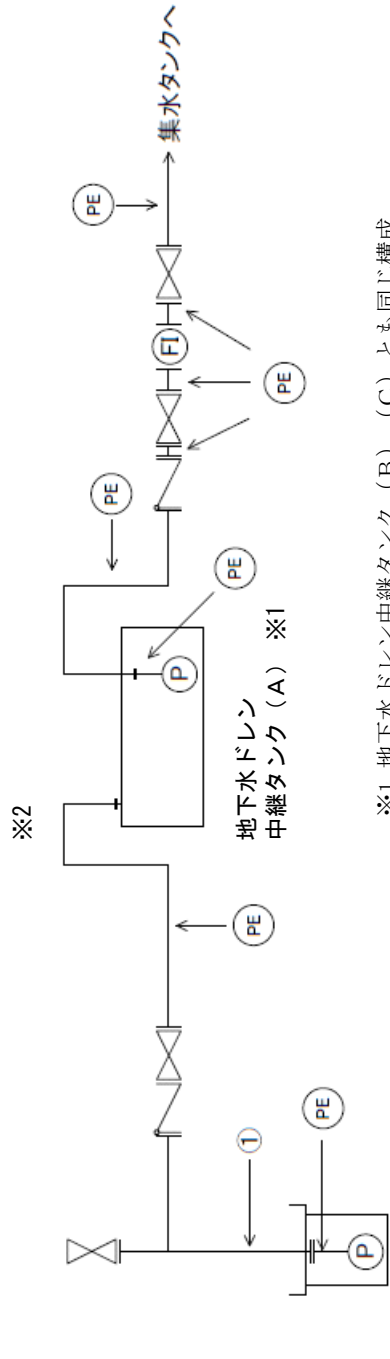 ※2
PE
PE
集水タンクへ
FI
PE
P
PE
地下水ドレン
中継タンク（A） ※1
PE
①
PE
P
※1 地下水ドレン中継タンク（B）,（C）とも同じ構成